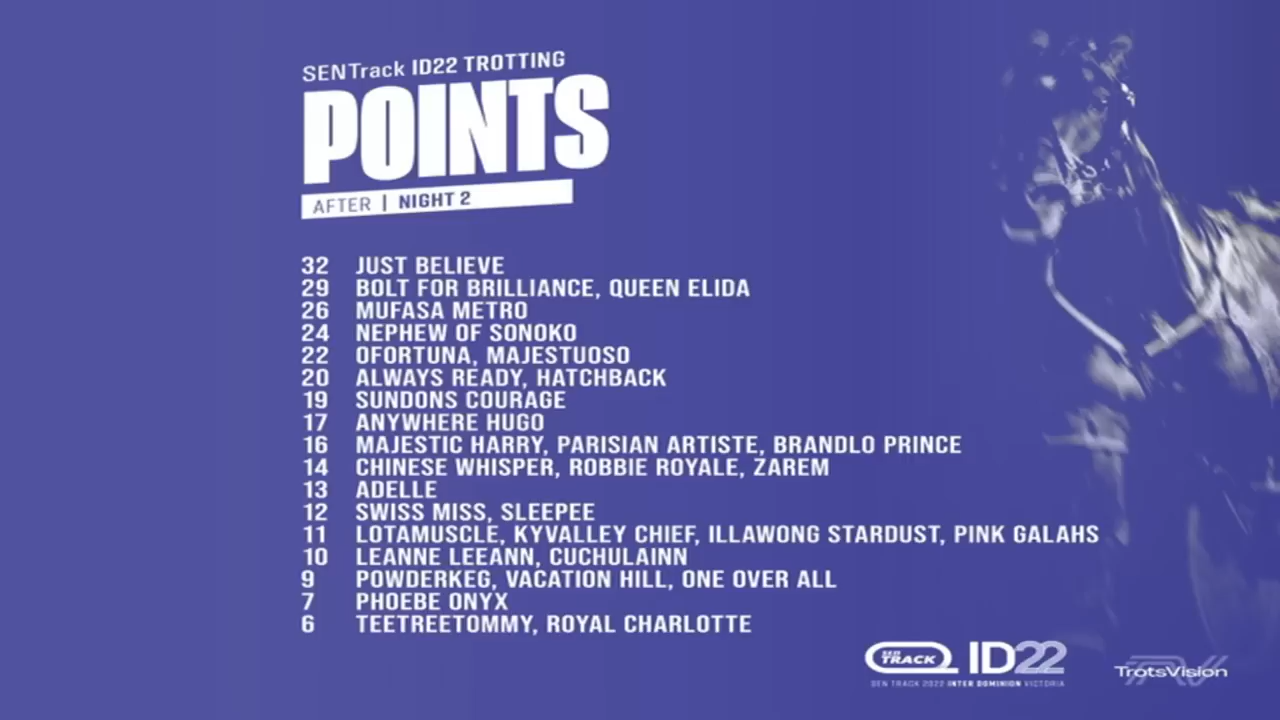 SENTrack ID22 TROTTING
POINTS
AFTER | NIGHT 2
32 JUST BELIEVE
29 BOLT FOR BRILLIANCE, QUEEN ELIDA
26 MUFASA METRO
24 NEPHEW OF SONOKO
22 OFORTUNA, MAJESTUOSO
20 ALWAYS READY, HATCHBACK
19 SUNDONS COURAGE
17 ANYWHERE HUGO
16 MAJESTIC HARRY, PARISIAN ARTISTE, BRANDLO PRINCE
14 CHINESE WHISPER, ROBBIE ROYALE, ZAREM
13 ADELLE
12 SWISS MISS, SLEEPEE
11 LOTAMUSCLE, KYVALLEY CHIEF, ILLAWONG STARDUST, PINK GALAHS
10 LEANNE LEEANN, CUCHULAINN
9 POWDERKEG, VACATION HILL, ONE OVER ALL
7 PHOEBE ONYX
6 TEETREETOMMY, ROYAL CHARLOTTE
SEN TRACK ID22
SEN TRACK 2022 INTER DOMINION VICTORIA
TrotsVision